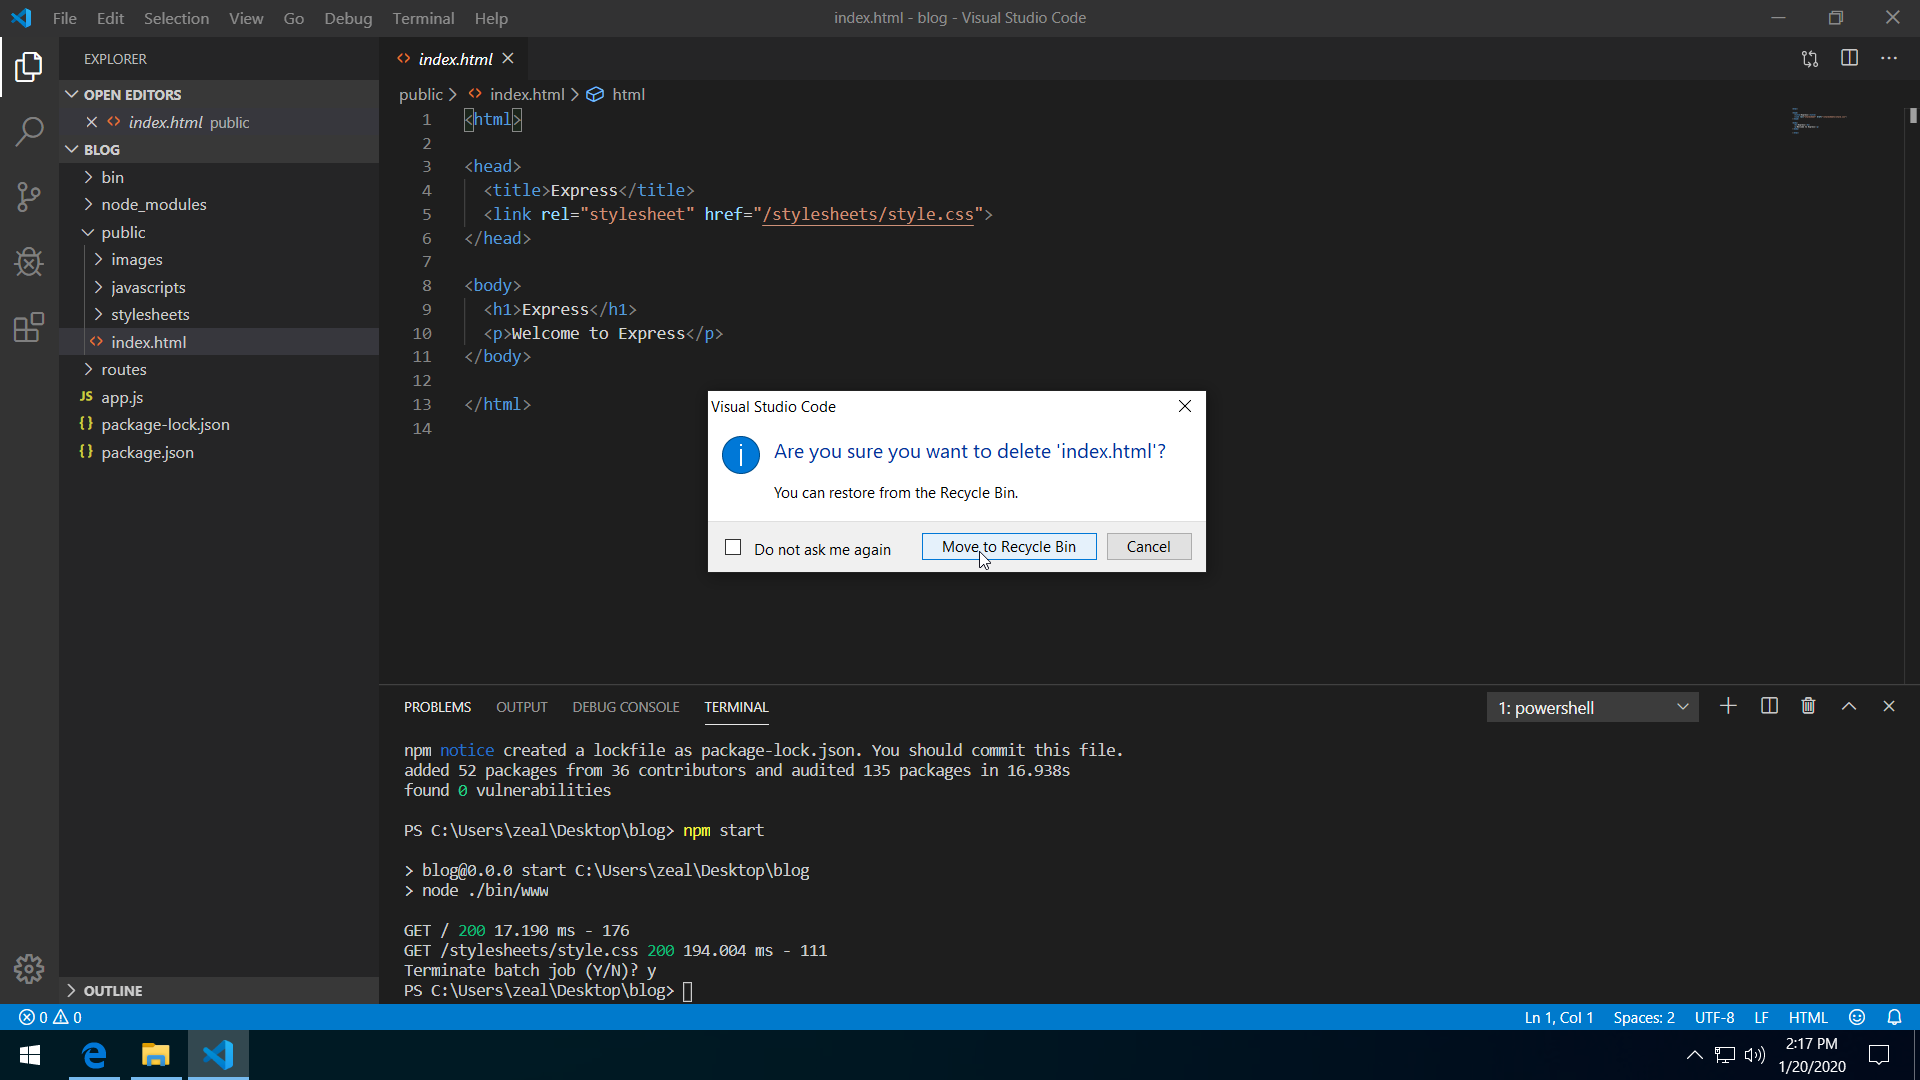 File Edit Selection View Go Debug Terminal Help
index.html - blog - Visual Studio Code
EXPLORER
OPEN EDITORS
index.html public
BLOG
bin
node_modules
public
images
javascripts
stylesheets
index.html
routes
JS app.js
{} package-lock.json
{} package.json
OUTLINE
<> index.html
public > <> index.html > html
1 <html>
2
3 <head>
4 <title>Express</title>
5 <link rel="stylesheet" href="/stylesheets/style.css">
6 </head>
7
8 <body>
9 <h1>Express</h1>
10 <p>Welcome to Express</p>
11 </body>
12
13 </html>
14
Visual Studio Code
Are you sure you want to delete 'index.html'?
You can restore from the Recycle Bin.
Do not ask me again
Move to Recycle Bin
Cancel
PROBLEMS OUTPUT DEBUG CONSOLE TERMINAL
1: powershell
npm notice created a lockfile as package-lock.json. You should commit this file.
added 52 packages from 36 contributors and audited 135 packages in 16.938s
found 0 vulnerabilities
PS C:\Users\zeal\Desktop\blog> npm start
> blog@0.0.0 start C:\Users\zeal\Desktop\blog
> node ./bin/www
GET / 200 17.190 ms - 176
GET /stylesheets/style.css 200 194.004 ms - 111
Terminate batch job (Y/N)? y
PS C:\Users\zeal\Desktop\blog>
0 0
Ln 1, Col 1 Spaces: 2 UTF-8 LF HTML
2:17 PM
1/20/2020